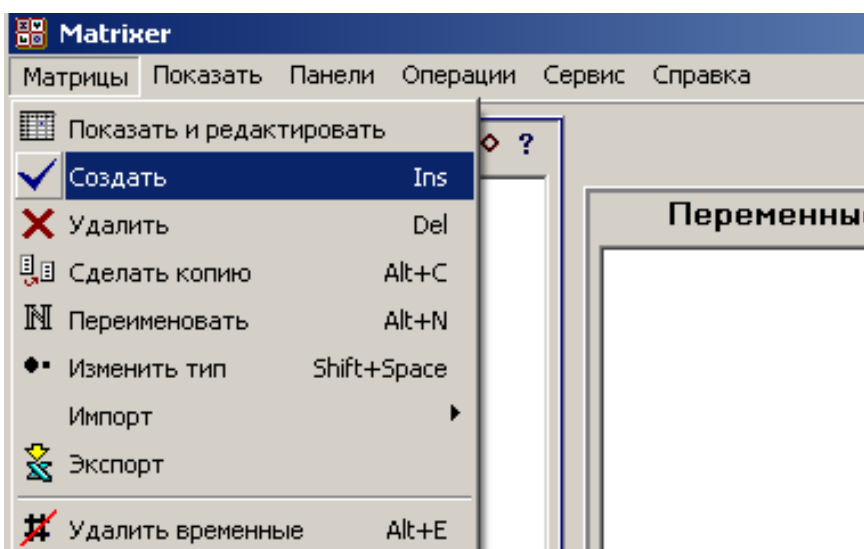 Matrixer
Матрицы Показать Панели Операции Сервис Справка
Показать и редактировать
?
Создать Ins
Переменны
Удалить Del
Сделать копию Alt+C
Переименовать Alt+N
Изменить тип Shift+Space
Импорт
Экспорт
Удалить временные Alt+E